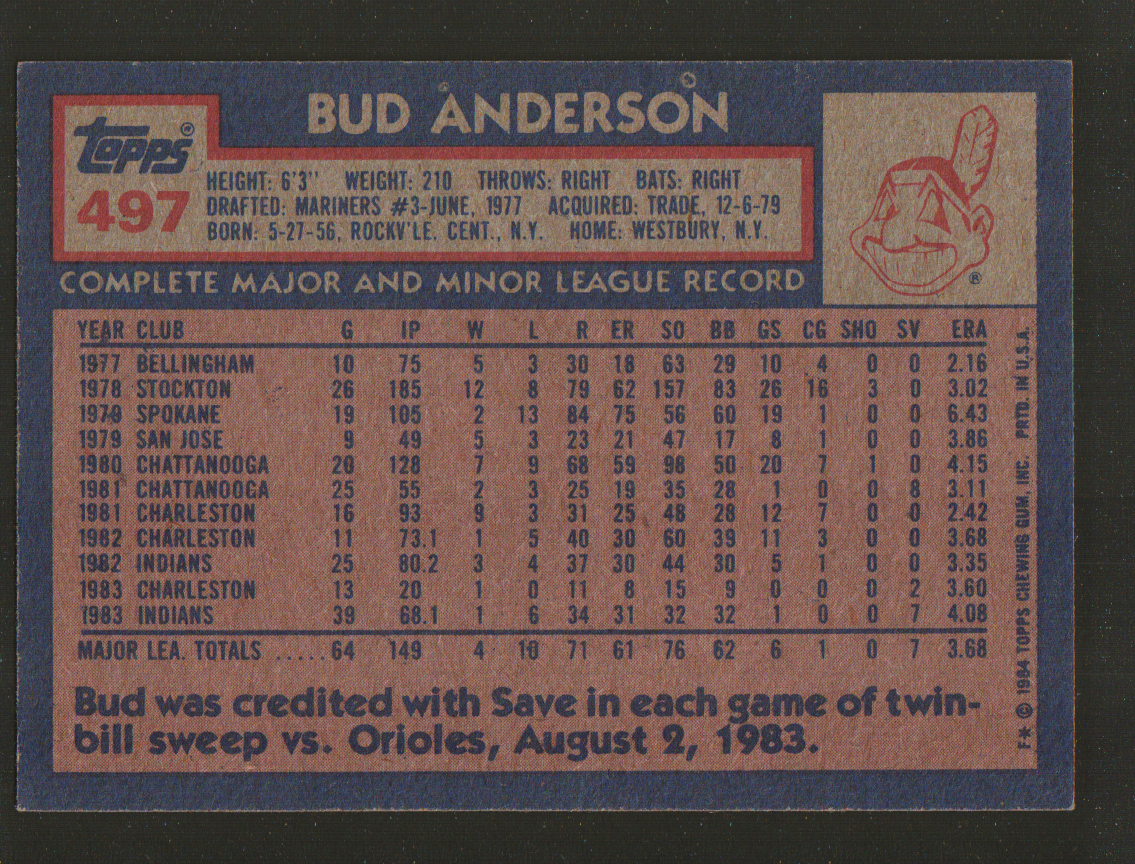 BUD ANDERSON
Topps®
497
HEIGHT: 6'3'' WEIGHT: 210 THROWS: RIGHT BATS: RIGHT
DRAFTED: MARINERS #3-JUNE, 1977 ACQUIRED: TRADE, 12-6-79
BORN: 5-27-56, ROCKV'LE. CENT., N.Y. HOME: WESTBURY, N.Y.
®
COMPLETE MAJOR AND MINOR LEAGUE RECORD
YEAR CLUB G IP W L R ER SO BB GS CG SHO SV ERA
1977 BELLINGHAM 10 75 5 3 30 18 63 29 10 4 0 0 2.16
1978 STOCKTON 26 185 12 8 79 62 157 83 26 16 3 0 3.02
1979 SPOKANE 19 105 2 13 84 75 56 60 19 1 0 0 6.43
1979 SAN JOSE 9 49 5 3 23 21 47 17 8 1 0 0 3.86
1980 CHATTANOOGA 20 128 7 9 68 59 98 50 20 7 1 0 4.15
1981 CHATTANOOGA 25 55 2 3 25 19 35 28 1 0 0 8 3.11
1981 CHARLESTON 16 93 9 3 31 25 48 28 12 7 0 0 2.42
1982 CHARLESTON 11 73.1 1 5 40 30 60 39 11 3 0 0 3.68
1982 INDIANS 25 80.2 3 4 37 30 44 30 5 1 0 0 3.35
1983 CHARLESTON 13 20 1 0 11 8 15 9 0 0 0 2 3.60
1983 INDIANS 39 68.1 1 6 34 31 32 32 1 0 0 7 4.08
MAJOR LEA. TOTALS .....64 149 4 10 71 61 76 62 6 1 0 7 3.68
Bud was credited with Save in each game of twin-
bill sweep vs. Orioles, August 2, 1983.
F* © 1984 TOPPS CHEWING GUM, INC. PRTD. IN U.S.A.